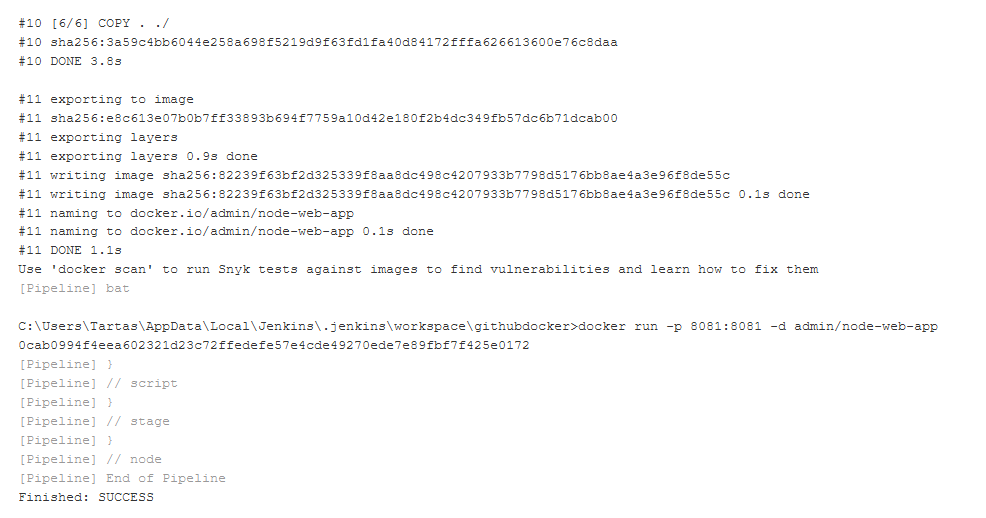 #10 [6/6] COPY . ./
#10 sha256:3a59c4bb6044e258a698f5219d9f63fd1fa40d84172fffa626613600e76c8daa
#10 DONE 3.8s
#11 exporting to image
#11 sha256:e8c613e07b0b7ff33893b694f7759a10d42e180f2b4dc349fb57dc6b71dcab00
#11 exporting layers
#11 exporting layers 0.9s done
#11 writing image sha256:82239f63bf2d325339f8aa8dc498c4207933b7798d5176bb8ae4a3e96f8de55c
#11 writing image sha256:82239f63bf2d325339f8aa8dc498c4207933b7798d5176bb8ae4a3e96f8de55c 0.1s done
#11 naming to docker.io/admin/node-web-app
#11 naming to docker.io/admin/node-web-app 0.1s done
#11 DONE 1.1s
Use 'docker scan' to run Snyk tests against images to find vulnerabilities and learn how to fix them
[Pipeline] bat
C:\Users\Tartas\AppData\Local\Jenkins\.jenkins\workspace\githubdocker>docker run -p 8081:8081 -d admin/node-web-app
0cab0994f4eea602321d23c72ffedefe57e4cde49270ede7e89fbf7f425e0172
[Pipeline] }
[Pipeline] // script
[Pipeline] }
[Pipeline] // stage
[Pipeline] }
[Pipeline] // node
[Pipeline] End of Pipeline
Finished: SUCCESS